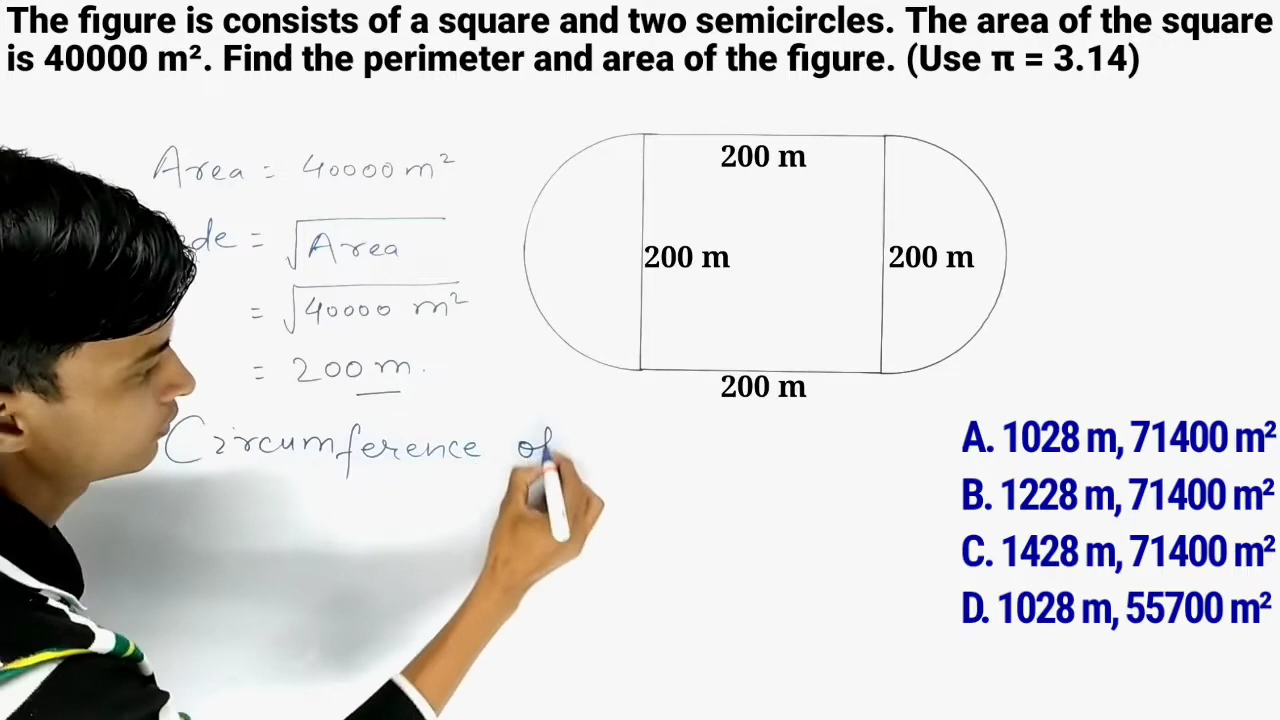 The figure is consists of a square and two semicircles. The area of the square
is 40000 m². Find the perimeter and area of the figure. (Use π = 3.14)
Area = 40000 m²
= √Area
= √40000 m²
= 200 m.
Circumference of
200 m
200 m
200 m
200 m
A. 1028 m, 71400 m²
B. 1228 m, 71400 m²
C. 1428 m, 71400 m²
D. 1028 m, 55700 m²